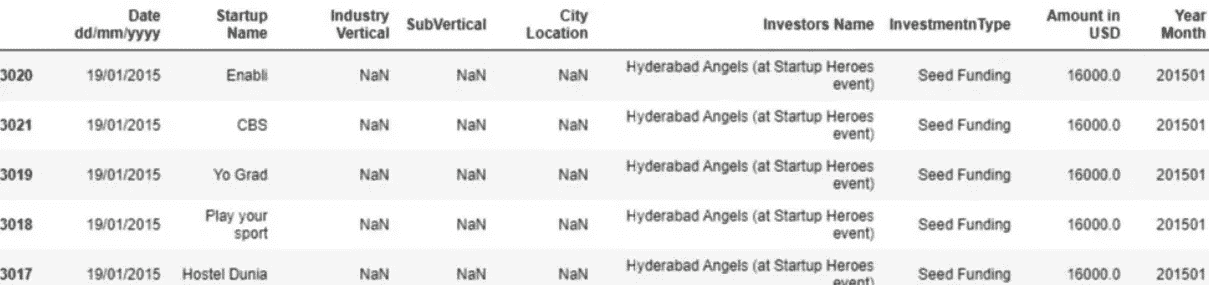 Date dd/mm/yyyy Startup Name Industry Vertical SubVertical City Location Investors Name InvestmentnType Amount in USD Year Month
3020 19/01/2015 Enabli NaN NaN NaN Hyderabad Angels (at Startup Heroes event) Seed Funding 16000.0 201501
3021 19/01/2015 CBS NaN NaN NaN Hyderabad Angels (at Startup Heroes event) Seed Funding 16000.0 201501
3019 19/01/2015 Yo Grad NaN NaN NaN Hyderabad Angels (at Startup Heroes event) Seed Funding 16000.0 201501
3018 19/01/2015 Play your sport NaN NaN NaN Hyderabad Angels (at Startup Heroes event) Seed Funding 16000.0 201501
3017 19/01/2015 Hostel Dunia NaN NaN NaN Hyderabad Angels (at Startup Heroes event) Seed Funding 16000.0 201501